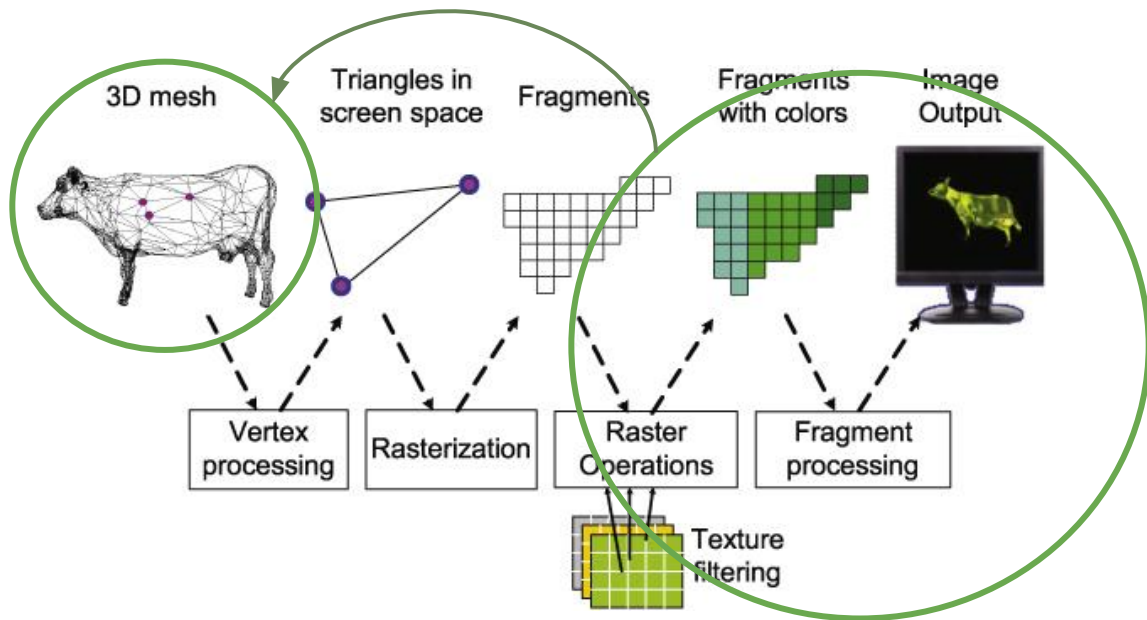 3D mesh
Triangles in
screen space
Fragments
Fragments
with colors
Image
Output
Vertex
processing
Rasterization
Raster
Operations
Fragment
processing
Texture
filtering